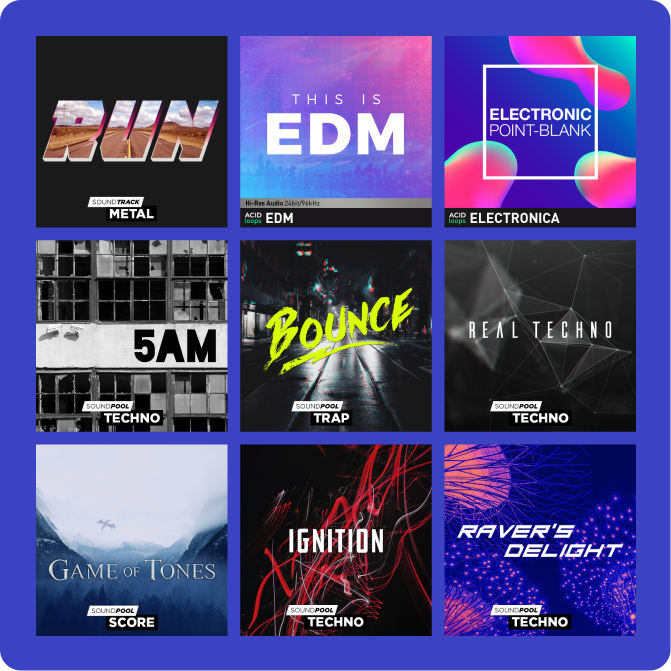 RUN
SOUNDTRACK
METAL
THIS IS
EDM
Hi-Res Audio 24bit/96kHz
ACID
loops
EDM
ELECTRONIC
POINT-BLANK
ACID
loops
ELECTRONICA
5AM
SOUNDPOOL
TECHNO
BOUNCE
SOUNDPOOL
TRAP
REAL TECHNO
SOUNDPOOL
TECHNO
GAME OF TONES
SOUNDPOOL
SCORE
IGNITION
SOUNDPOOL
TECHNO
RAVER'S
DELIGHT
SOUNDPOOL
TECHNO